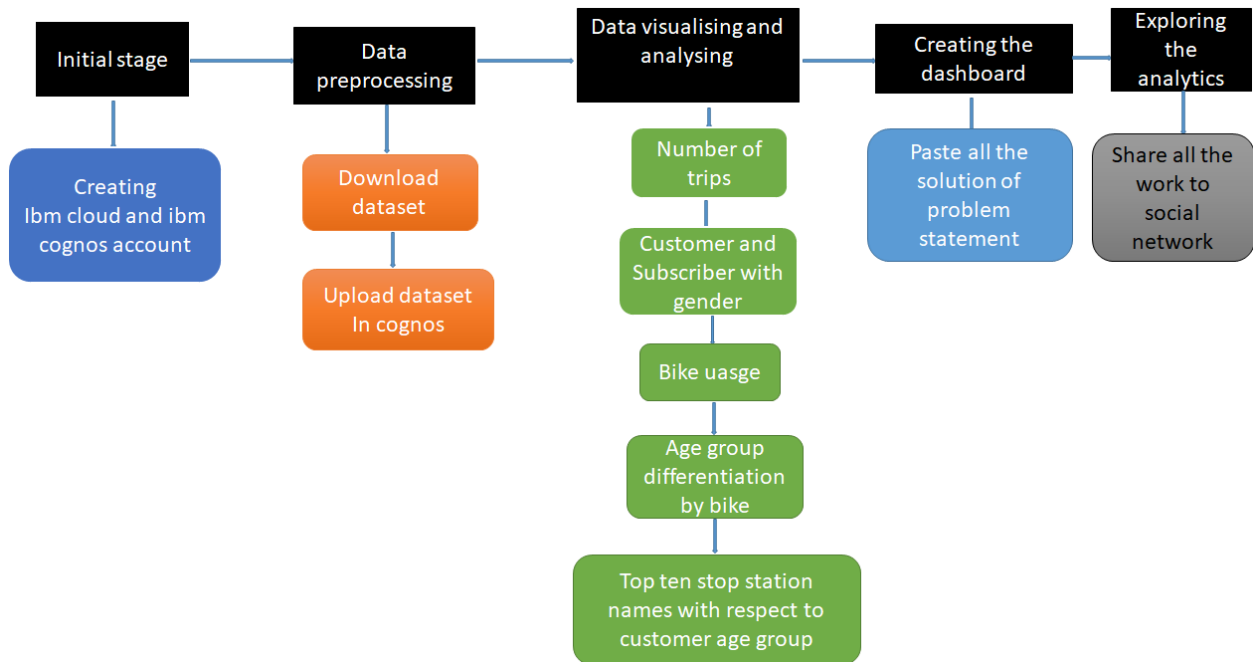 Initial stage
Data
preprocessing
Data visualising and
analysing
Creating the
dashboard
Exploring
the
analytics
Creating
Ibm cloud and ibm
cognos account
Download
dataset
Upload dataset
In cognos
Number of
trips
Customer and
Subscriber with
gender
Bike uasge
Age group
differentiation
by bike
Top ten stop station
names with respect to
customer age group
Paste all the
solution of
problem
statement
Share all the
work to
social
network